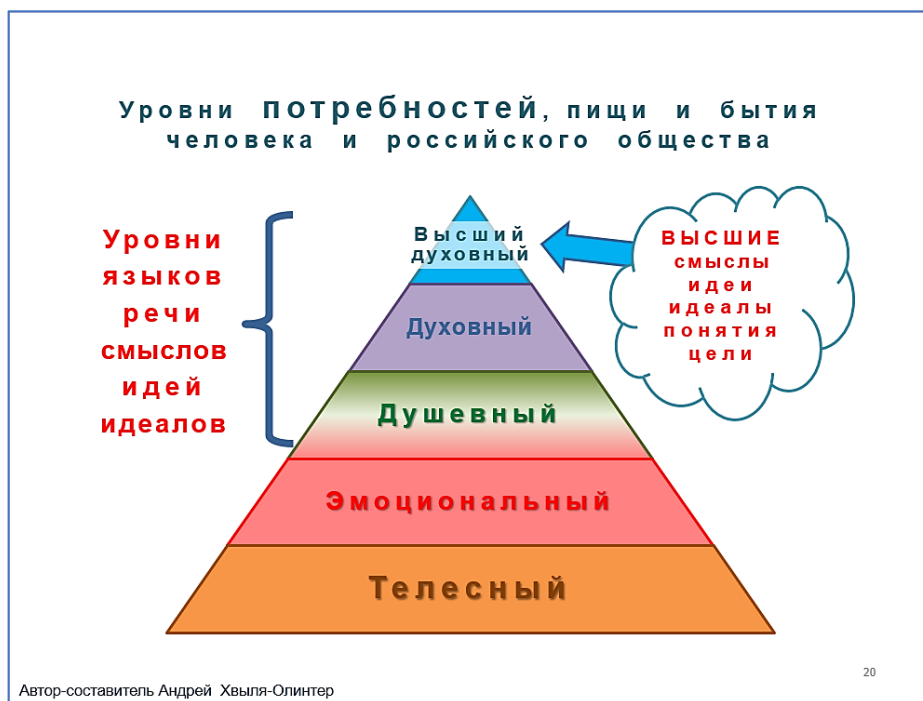 Уровни потребностей, пищи и бытия
человека и российского общества
Уровни
языков
речи
смыслов
идей
идеалов
Высший
духовный
Духовный
Душевный
Эмоциональный
Телесный
ВЫСШИЕ
смыслы
идеи
идеалы
понятия
цели
20
Автор-составитель Андрей Хвыля-Олинтер